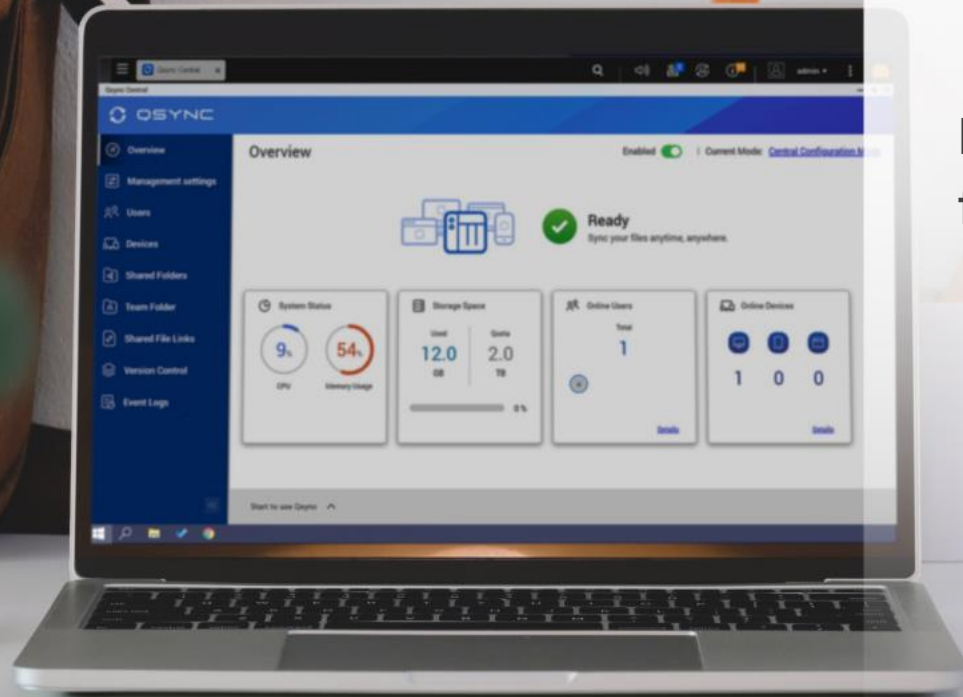 Qsync Central
admin
Qsync Central
QSYNC
Overview
Management settings
Users
Devices
Shared Folders
Team Folder
Shared File Links
Version Control
Event Logs
Overview
Enabled
Current Mode: Central Configuration
Ready
Sync your files anytime, anywhere.
System Status
9%
CPU
54%
Memory Usage
Storage Space
Used
12.0
GB
Quota
2.0
TB
0 %
Online Users
Total
1
Details
Online Devices
1 0 0
Details
Start to use Qsync